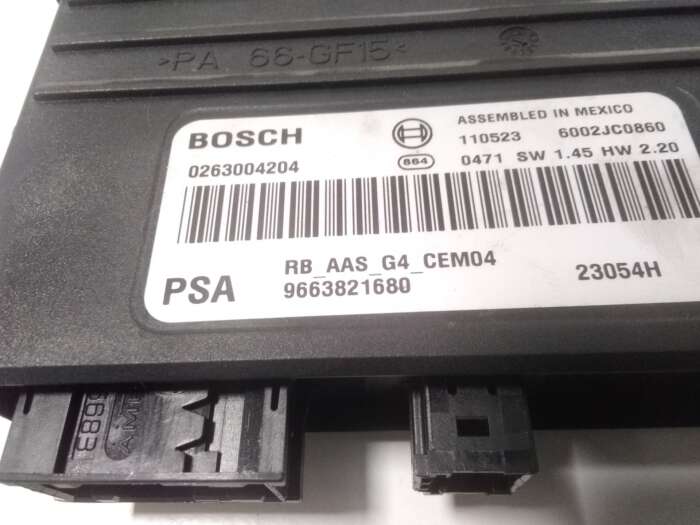 >PA 66-GF15<
BOSCH
ASSEMBLED IN MEXICO
110523 6002JC0860
0263004204
864 0471 SW 1.45 HW 2.20
RB_AAS_G4_CEM04
PSA 9663821680 23054H